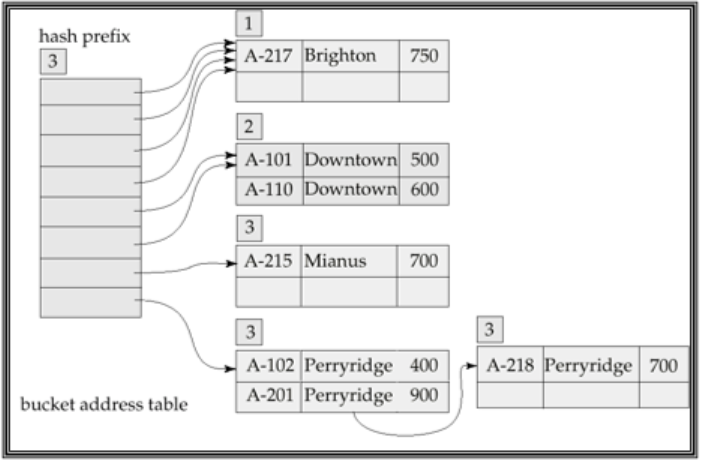 hash prefix
3
1
A-217 Brighton 750
2
A-101 Downtown 500
A-110 Downtown 600
3
A-215 Mianus 700
3
A-102 Perryridge 400
A-201 Perryridge 900
3
A-218 Perryridge 700
bucket address table